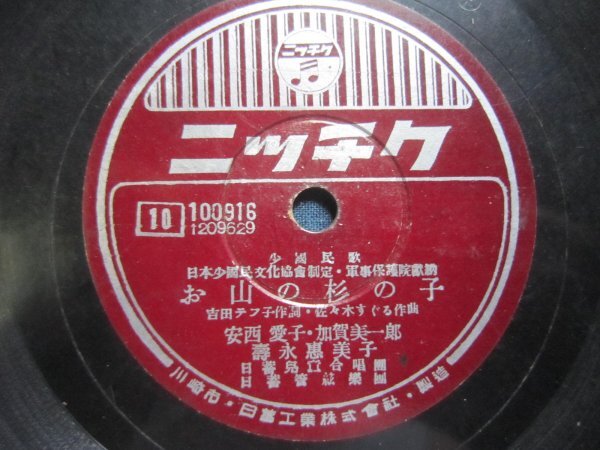 ニッチク
ニッチク
10 100916
1209629
少國民歌
日本少國民文化協會制定・軍事保護院獻納
お山の杉の子
吉田テフ子作詞・佐々木すぐる作曲
安西愛子・加賀美一郎
壽永惠美子
日蓄兒童合唱團
日蓄管絃樂團
川崎市・日蓄工業株式會社・謹製